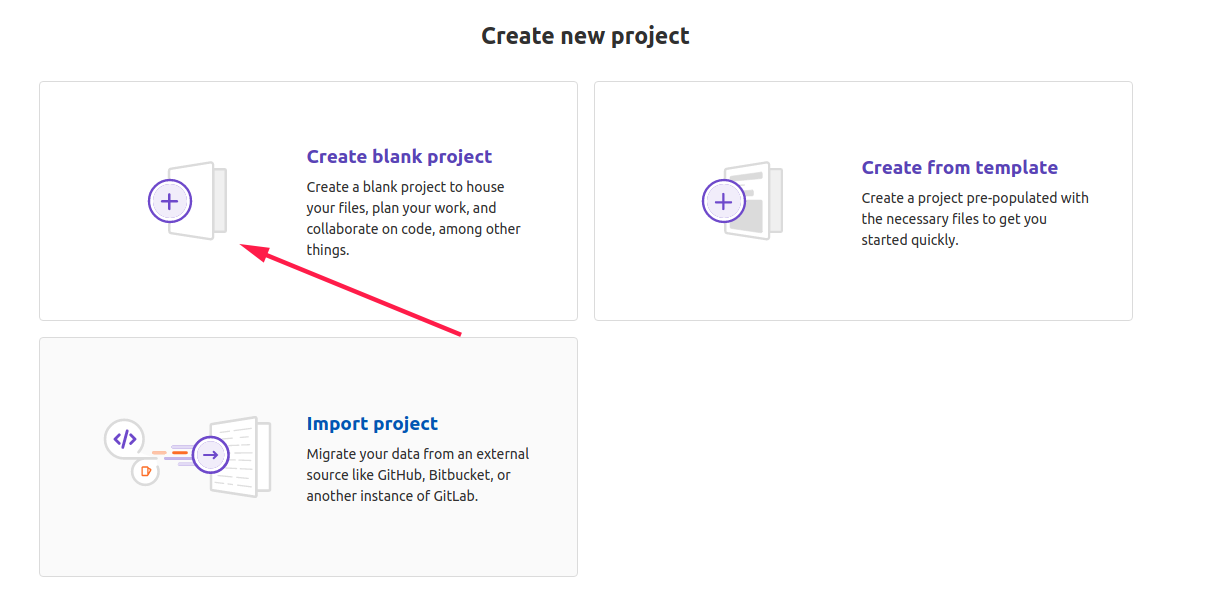 Create new project
Create blank project
Create a blank project to house
your files, plan your work, and
collaborate on code, among other
things.
Create from template
Create a project pre-populated with
the necessary files to get you
started quickly.
Import project
Migrate your data from an external
source like GitHub, Bitbucket, or
another instance of GitLab.